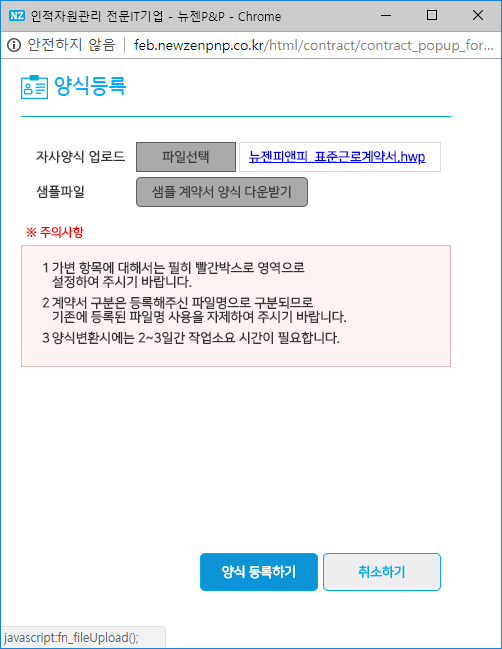 NZ 인적자원관리 전문IT기업 - 뉴젠P&P - Chrome
안전하지 않음 | feb.newzenpnp.co.kr/html/contract/contract_popup_for...
양식등록
자사양식 업로드 파일선택 뉴젠피앤피_표준근로계약서.hwp
샘플파일 샘플 계약서 양식 다운받기
※ 주의사항
1 가변 항목에 대해서는 필히 빨간박스로 영역으로
설정하여 주시기 바랍니다.
2 계약서 구분은 등록해주신 파일명으로 구분되므로
기존에 등록된 파일명 사용을 자제하여 주시기 바랍니다.
3 양식변환시에는 2~3일간 작업소요 시간이 필요합니다.
양식 등록하기 취소하기
javascript:fn_fileUpload();